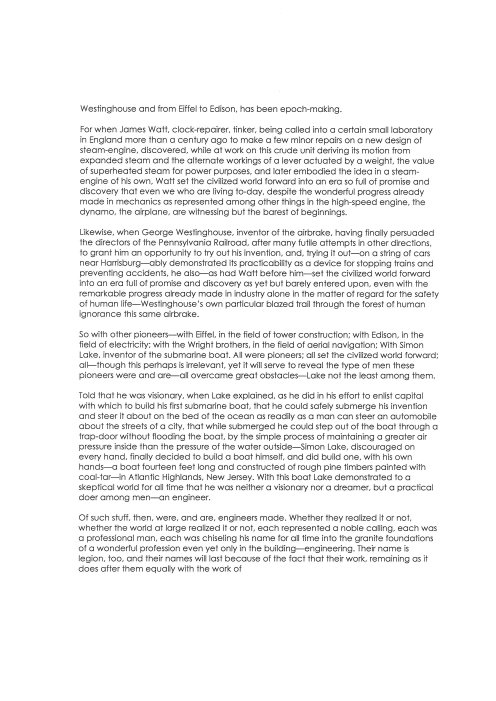 Westinghouse and from Eiffel to Edison, has been epoch-making.
For when James Watt, clock-repairer, tinker, being called into a certain small laboratory
in England more than a century ago to make a few minor repairs on a new design of
steam-engine, discovered, while at work on this crude unit deriving its motion from
expanded steam and the alternate workings of a lever actuated by a weight, the value
of superheated steam for power purposes, and later embodied the idea in a steam-
engine of his own, Watt set the civilized world forward into an era so full of promise and
discovery that even we who are living to-day, despite the wonderful progress already
made in mechanics as represented among other things in the high-speed engine, the
dynamo, the airplane, are witnessing but the barest of beginnings.
Likewise, when George Westinghouse, inventor of the airbrake, having finally persuaded
the directors of the Pennsylvania Railroad, after many futile attempts in other directions,
to grant him an opportunity to try out his invention, and, trying it out—on a string of cars
near Harrisburg—ably demonstrated its practicability as a device for stopping trains and
preventing accidents, he also—as had Watt before him—set the civilized world forward
into an era full of promise and discovery as yet but barely entered upon, even with the
remarkable progress already made in industry alone in the matter of regard for the safety
of human life—Westinghouse's own particular blazed trail through the forest of human
ignorance this same airbrake.
So with other pioneers—with Eiffel, in the field of tower construction; with Edison, in the
field of electricity; with the Wright brothers, in the field of aerial navigation; With Simon
Lake, inventor of the submarine boat. All were pioneers; all set the civilized world forward;
all—though this perhaps is irrelevant, yet it will serve to reveal the type of men these
pioneers were and are—all overcame great obstacles—Lake not the least among them.
Told that he was visionary, when Lake explained, as he did in his effort to enlist capital
with which to build his first submarine boat, that he could safely submerge his invention
and steer it about on the bed of the ocean as readily as a man can steer an automobile
about the streets of a city, that while submerged he could step out of the boat through a
trap-door without flooding the boat, by the simple process of maintaining a greater air
pressure inside than the pressure of the water outside—Simon Lake, discouraged on
every hand, finally decided to build a boat himself, and did build one, with his own
hands—a boat fourteen feet long and constructed of rough pine timbers painted with
coal-tar—in Atlantic Highlands, New Jersey. With this boat Lake demonstrated to a
skeptical world for all time that he was neither a visionary nor a dreamer, but a practical
doer among men—an engineer.
Of such stuff, then, were, and are, engineers made. Whether they realized it or not,
whether the world at large realized it or not, each represented a noble calling, each was
a professional man, each was chiseling his name for all time into the granite foundations
of a wonderful profession even yet only in the building—engineering. Their name is
legion, too, and their names will last because of the fact that their work, remaining as it
does after them equally with the work of